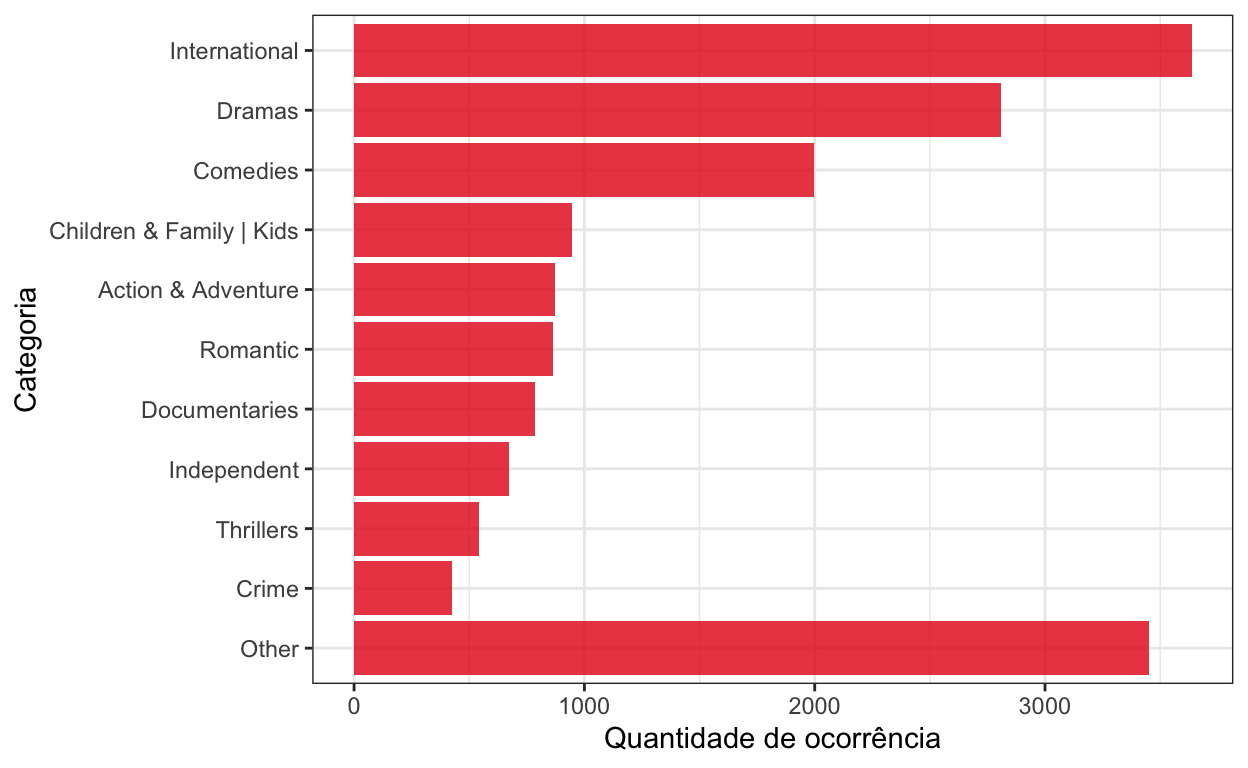 International
Dramas
Comedies
Children & Family | Kids
Action & Adventure
Romantic
Documentaries
Independent
Thrillers
Crime
Other
Categoria
0 1000 2000 3000
Quantidade de ocorrência